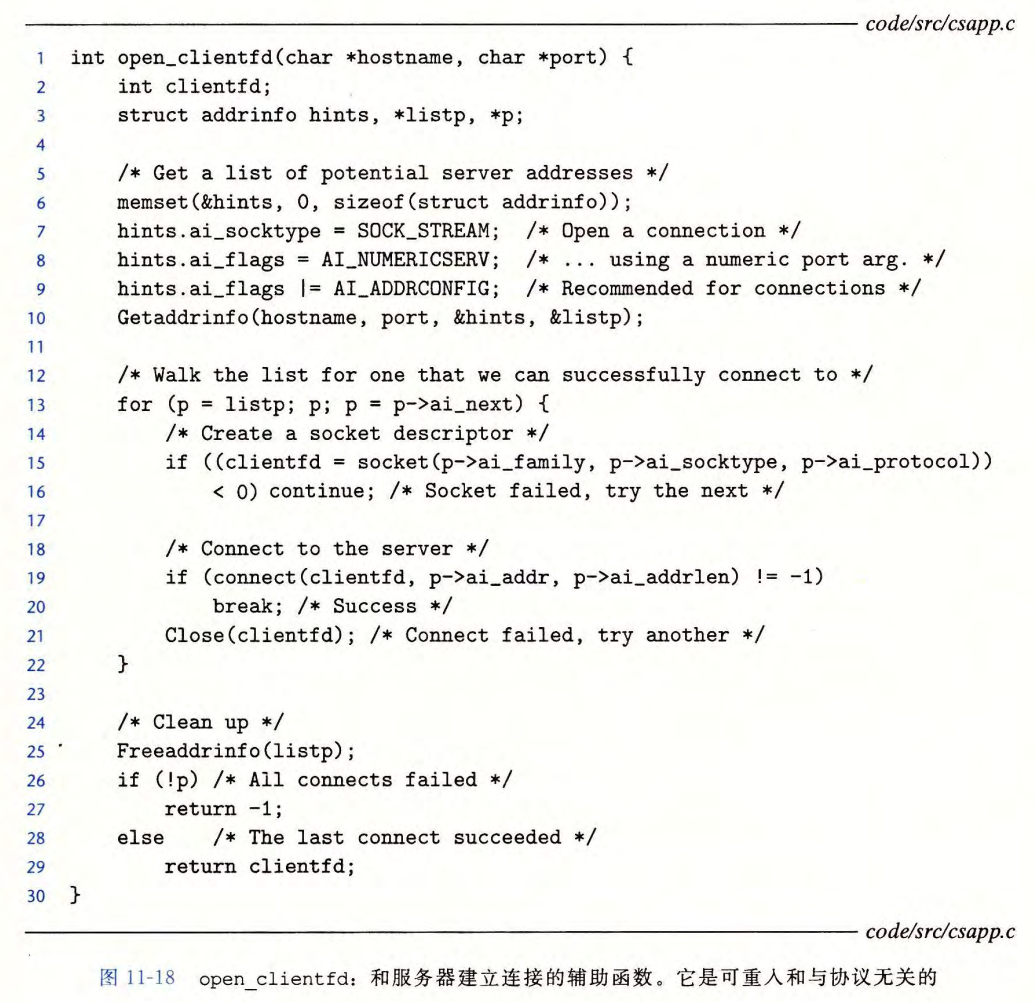 code/src/csapp.c
1 int open_clientfd(char *hostname, char *port) {
2     int clientfd;
3     struct addrinfo hints, *listp, *p;
4
5     /* Get a list of potential server addresses */
6     memset(&hints, 0, sizeof(struct addrinfo));
7     hints.ai_socktype = SOCK_STREAM;  /* Open a connection */
8     hints.ai_flags = AI_NUMERICSERV;  /* ... using a numeric port arg. */
9     hints.ai_flags |= AI_ADDRCONFIG;  /* Recommended for connections */
10     Getaddrinfo(hostname, port, &hints, &listp);
11
12     /* Walk the list for one that we can successfully connect to */
13     for (p = listp; p; p = p->ai_next) {
14         /* Create a socket descriptor */
15         if ((clientfd = socket(p->ai_family, p->ai_socktype, p->ai_protocol))
16             < 0) continue; /* Socket failed, try the next */
17
18         /* Connect to the server */
19         if (connect(clientfd, p->ai_addr, p->ai_addrlen) != -1)
20             break; /* Success */
21         Close(clientfd); /* Connect failed, try another */
22     }
23
24     /* Clean up */
25     Freeaddrinfo(listp);
26     if (!p) /* All connects failed */
27         return -1;
28     else    /* The last connect succeeded */
29         return clientfd;
30 }
code/src/csapp.c
图 11-18 open_clientfd：和服务器建立连接的辅助函数。它是可重人和与协议无关的